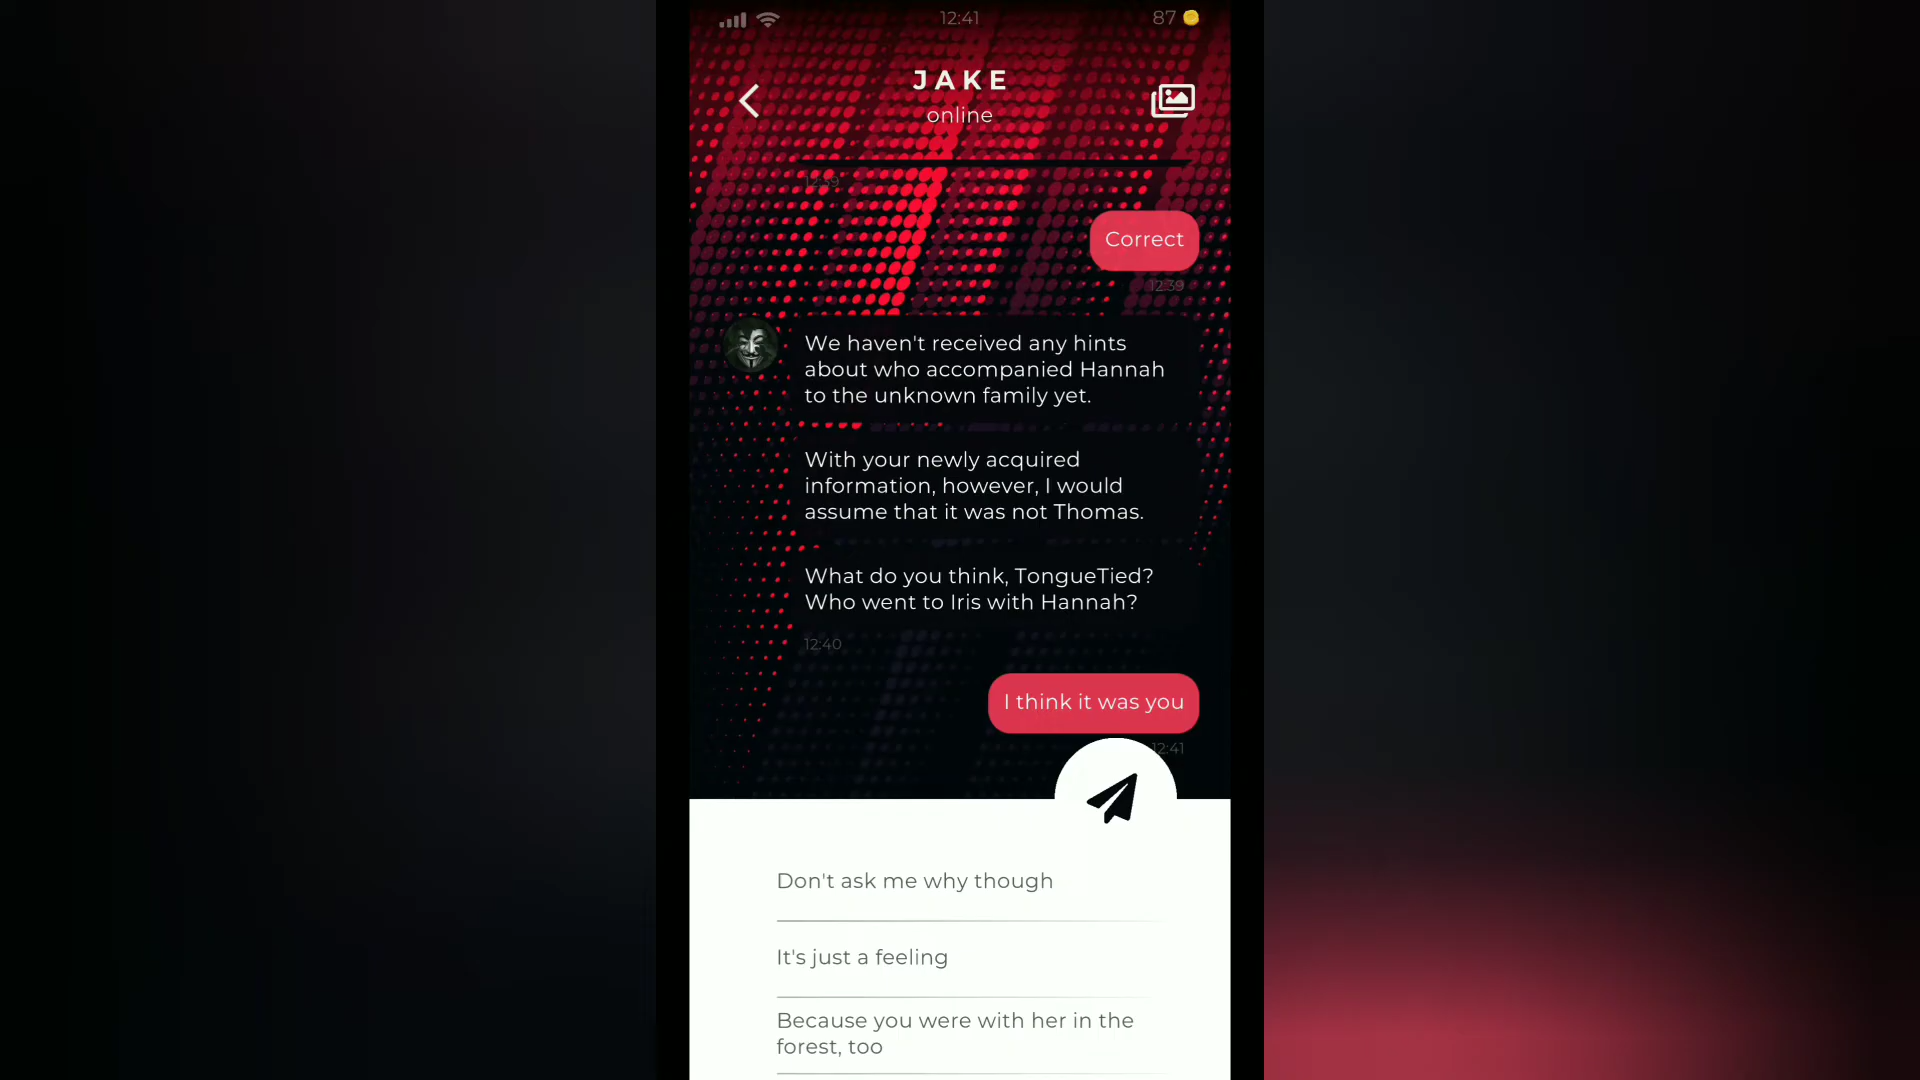 12:41
87
JAKE
online
12:39
Correct
12:39
We haven't received any hints
about who accompanied Hannah
to the unknown family yet.
With your newly acquired
information, however, I would
assume that it was not Thomas.
What do you think, TongueTied?
Who went to Iris with Hannah?
12:40
I think it was you
12:41
Don't ask me why though
It's just a feeling
Because you were with her in the
forest, too